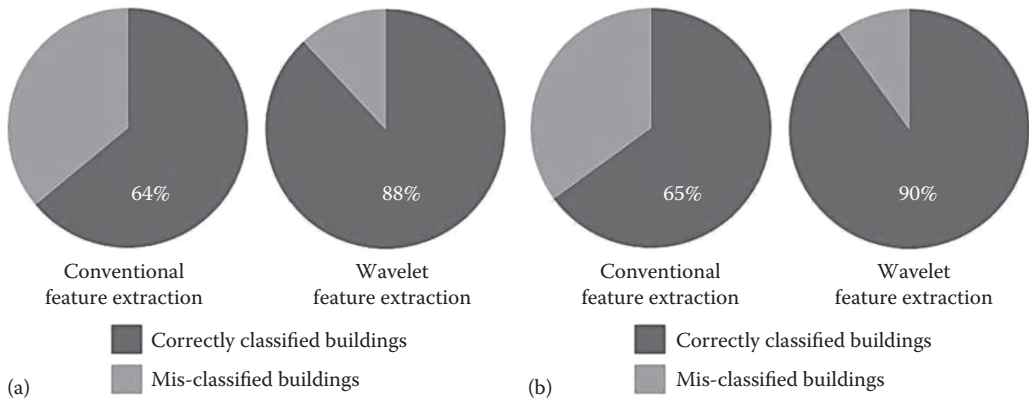 64%
88%
65%
90%
Conventional
feature extraction
Wavelet
feature extraction
Conventional
feature extraction
Wavelet
feature extraction
Correctly classified buildings
Mis-classified buildings
(a)
Correctly classified buildings
Mis-classified buildings
(b)